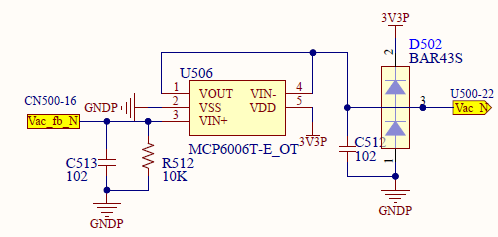 3V3P
D502
BAR43S
2
U506
CN500-16
GNDP
1 VOUT VIN- 4
2 VSS VDD 5
3 VIN+
U500-22
3 Vac_N
Vac_fb_N
MCP6006T-E_OT
3V3P
C513
102
R512
10K
C512
102
1
GNDP
GNDP